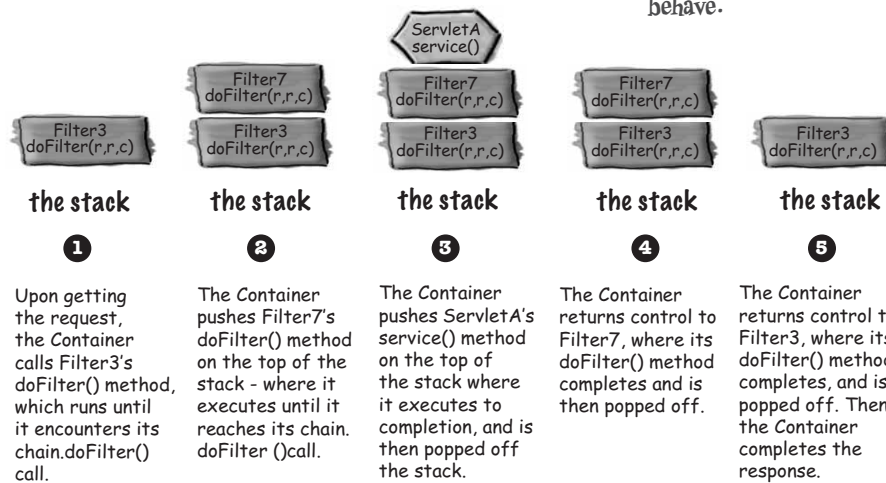 behave.
Filter3
doFilter(r,r,c)
the stack
1
Upon getting
the request,
the Container
calls Filter3's
doFilter() method,
which runs until
it encounters its
chain.doFilter()
call.
Filter7
doFilter(r,r,c)
Filter3
doFilter(r,r,c)
the stack
2
The Container
pushes Filter7's
doFilter() method
on the top of the
stack - where it
executes until it
reaches its chain.
doFilter ()call.
ServletA
service()
Filter7
doFilter(r,r,c)
Filter3
doFilter(r,r,c)
the stack
3
The Container
pushes ServletA's
service() method
on the top of
the stack where
it executes to
completion, and is
then popped off
the stack.
Filter7
doFilter(r,r,c)
Filter3
doFilter(r,r,c)
the stack
4
The Container
returns control to
Filter7, where its
doFilter() method
completes and is
then popped off.
Filter3
doFilter(r,r,c)
the stack
5
The Container
returns control
Filter3, where its
doFilter() method
completes, and is
popped off. Then
the Container
completes the
response.